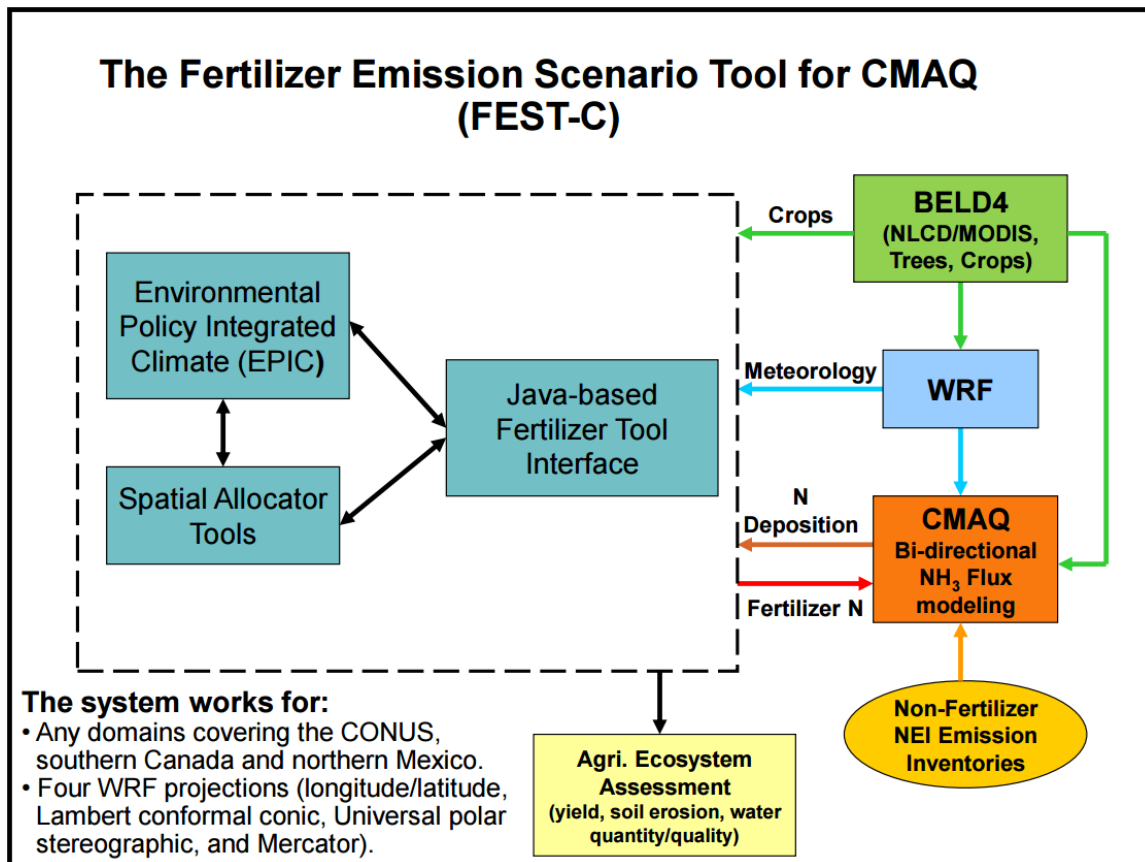 The Fertilizer Emission Scenario Tool for CMAQ
(FEST-C)
Environmental
Policy Integrated
Climate (EPIC)
Spatial Allocator
Tools
Java-based
Fertilizer Tool
Interface
Crops
BELD4
(NLCD/MODIS,
Trees, Crops)
Meteorology
WRF
N
Deposition
Fertilizer N
CMAQ
Bi-directional
NH₃ Flux
modeling
Non-Fertilizer
NEI Emission
Inventories
The system works for:
• Any domains covering the CONUS,
southern Canada and northern Mexico.
• Four WRF projections (longitude/latitude,
Lambert conformal conic, Universal polar
stereographic, and Mercator).
Agri. Ecosystem
Assessment
(yield, soil erosion, water
quantity/quality)